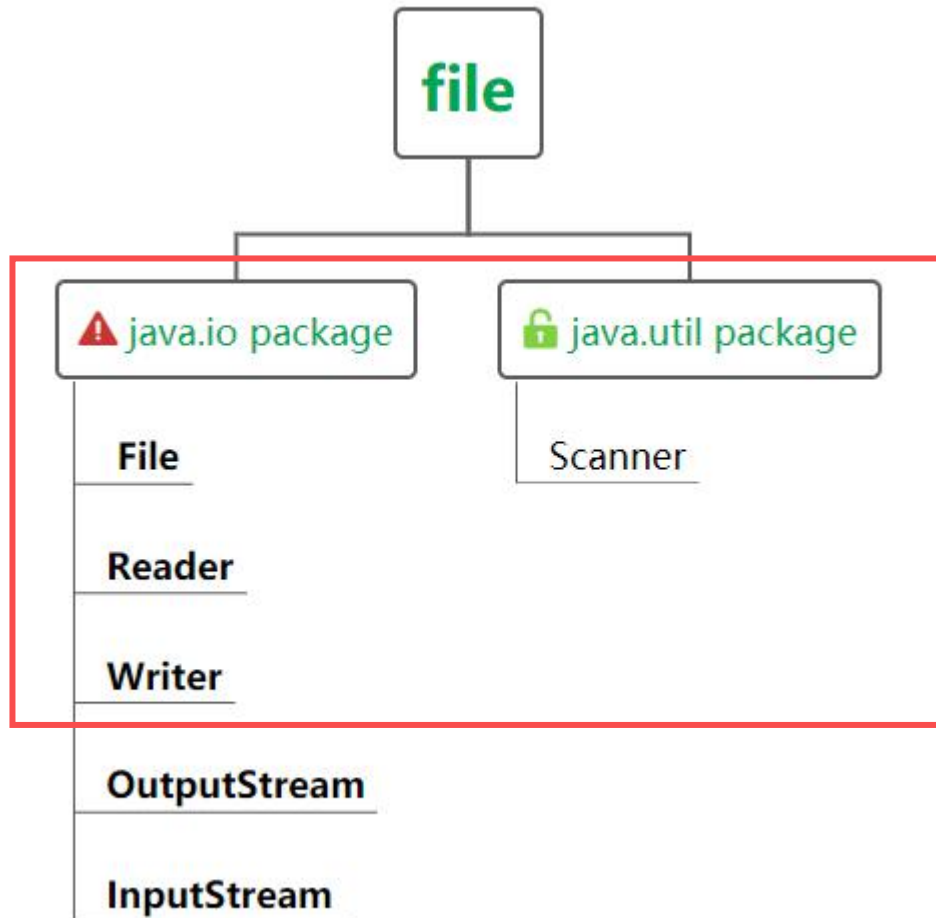 file
java.io package
java.util package
File
Scanner
Reader
Writer
OutputStream
InputStream